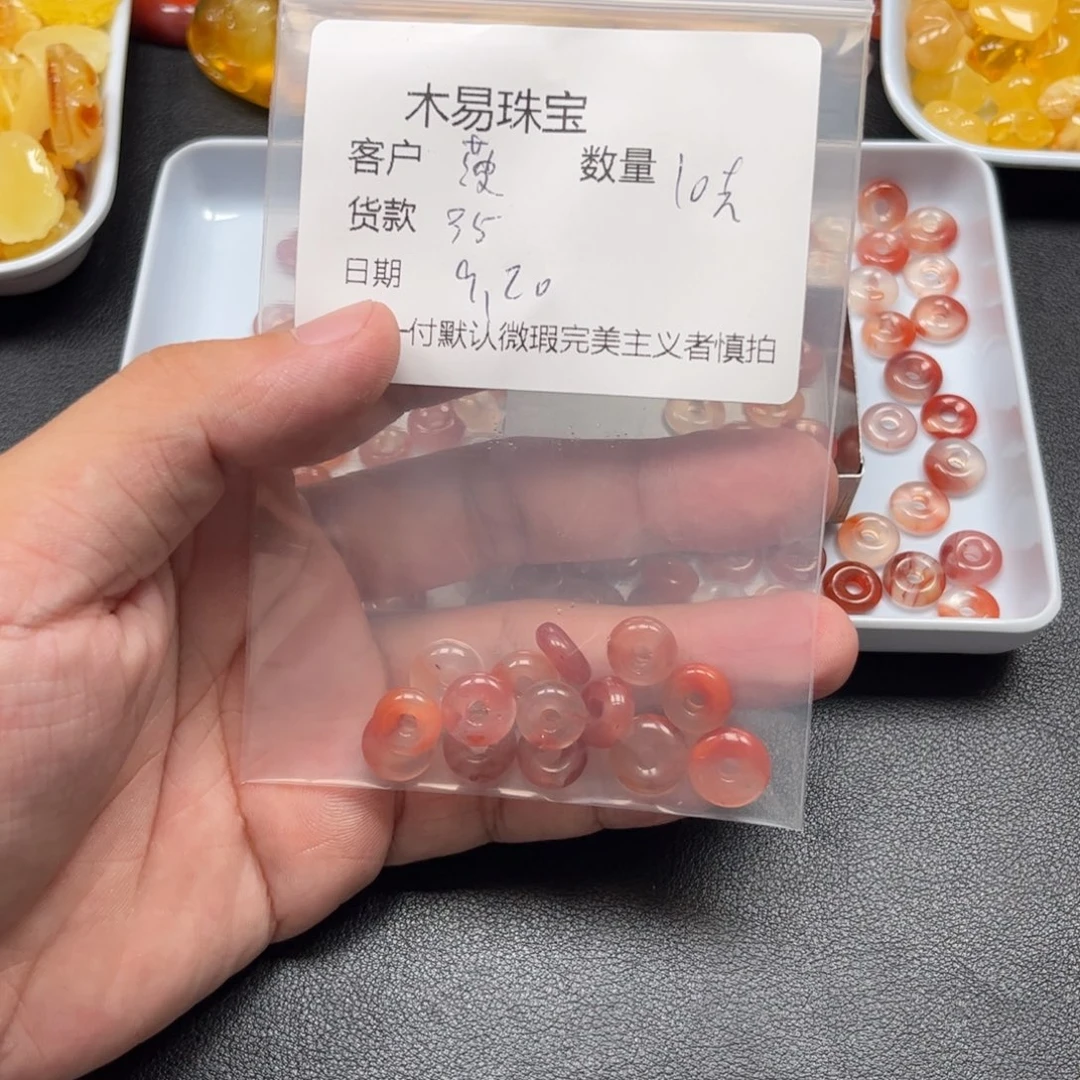 木易珠宝
客户 数量 10克
货款 35
日期 9,20
一付默认微瑕完美主义者慎拍